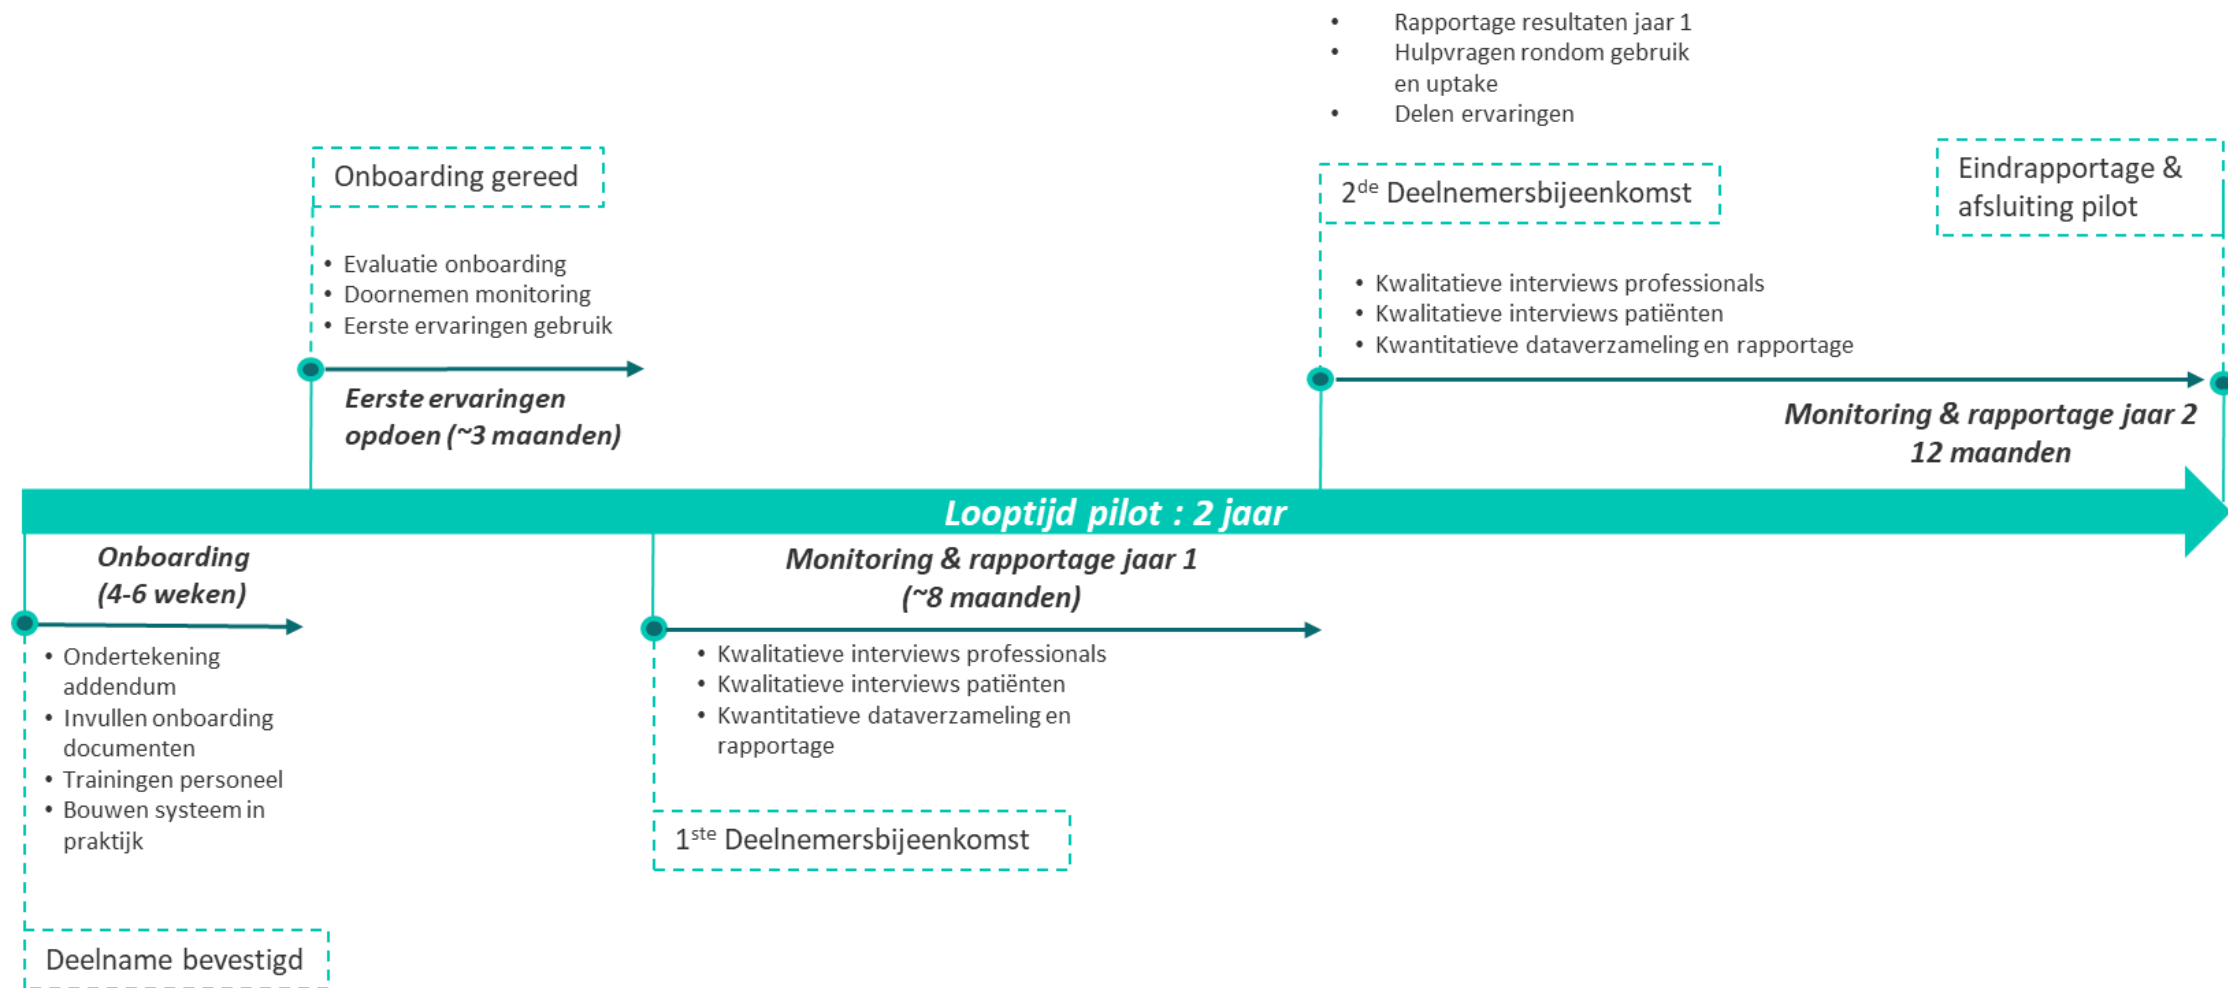 • Rapportage resultaten jaar 1
• Hulpvragen rondom gebruik
en uptake
• Delen ervaringen
Onboarding gereed
• Evaluatie onboarding
• Doornemen monitoring
• Eerste ervaringen gebruik
Eerste ervaringen
opdoen (~3 maanden)
2de Deelnemersbijeenkomst
• Kwalitatieve interviews professionals
• Kwalitatieve interviews patiënten
• Kwantitatieve dataverzameling en rapportage
Eindrapportage &
afsluiting pilot
Monitoring & rapportage jaar 2
12 maanden
Looptijd pilot : 2 jaar
Onboarding
(4-6 weken)
• Ondertekening
addendum
• Invullen onboarding
documenten
• Trainingen personeel
• Bouwen systeem in
praktijk
Deelname bevestigd
Monitoring & rapportage jaar 1
(~8 maanden)
• Kwalitatieve interviews professionals
• Kwalitatieve interviews patiënten
• Kwantitatieve dataverzameling en
rapportage
1ste Deelnemersbijeenkomst